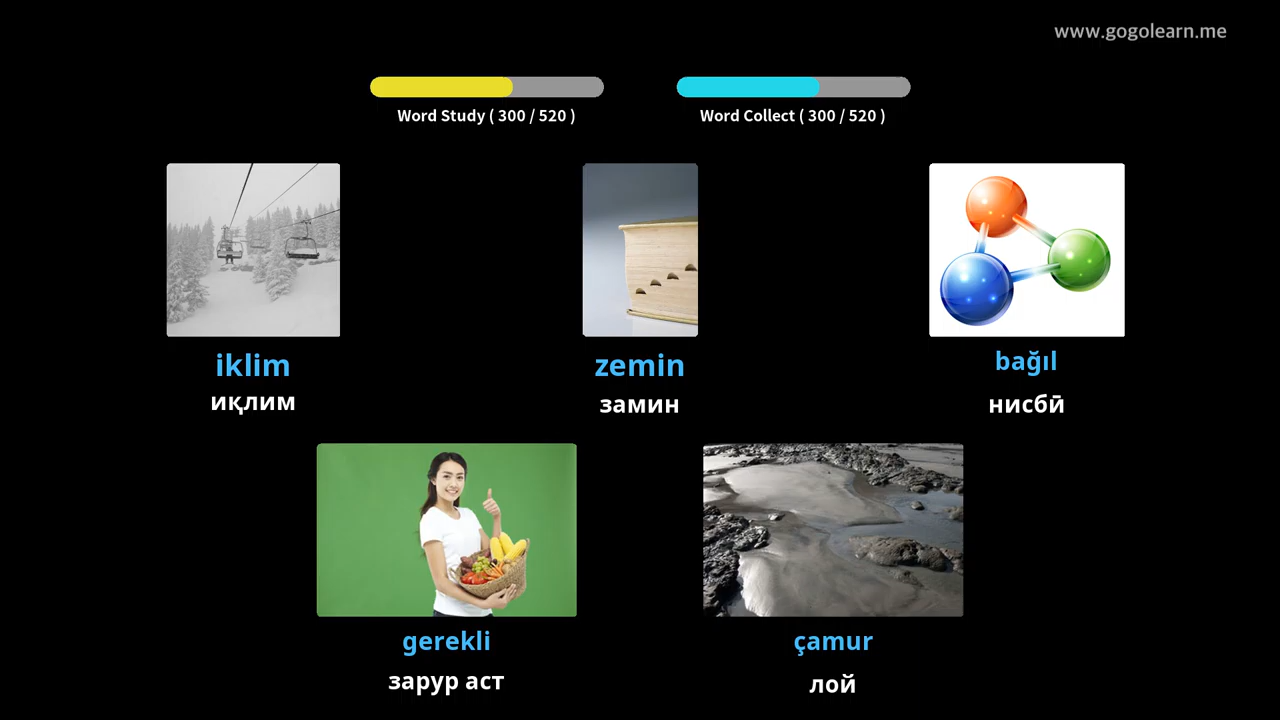 www.gogolearn.me
Word Study ( 300 / 520 )
Word Collect ( 300 / 520 )
iklim
иқлим
zemin
замин
bağıl
нисбӣ
gerekli
зарур аст
çamur
лой